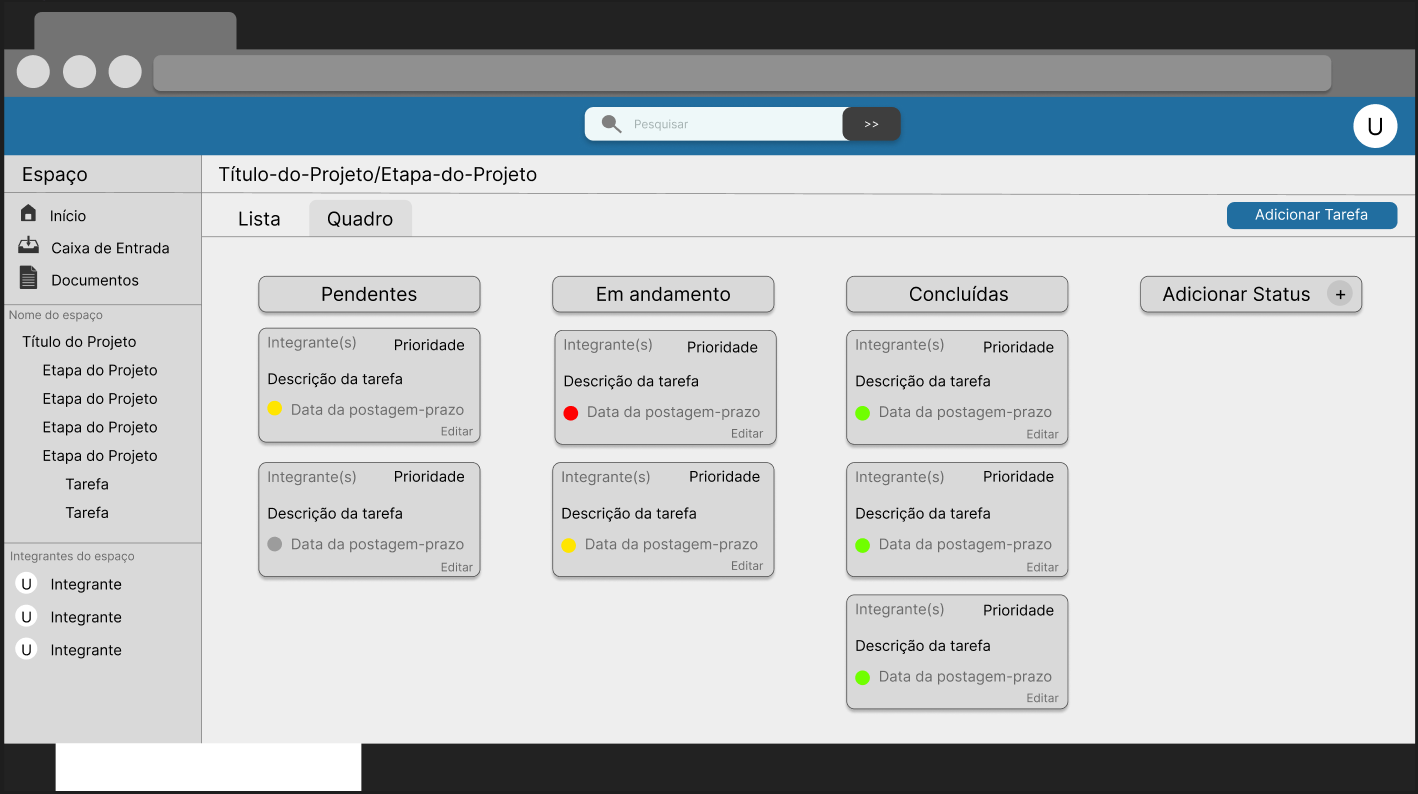 Pesquisar
>>
U
Espaço
Título-do-Projeto/Etapa-do-Projeto
Início
Caixa de Entrada
Documentos
Nome do espaço
Título do Projeto
Etapa do Projeto
Etapa do Projeto
Etapa do Projeto
Etapa do Projeto
Tarefa
Tarefa
Integrantes do espaço
U Integrante
U Integrante
U Integrante
Lista
Quadro
Adicionar Tarefa
Pendentes
Integrante(s) Prioridade
Descrição da tarefa
Data da postagem-prazo
Editar
Integrante(s) Prioridade
Descrição da tarefa
Data da postagem-prazo
Editar
Em andamento
Integrante(s) Prioridade
Descrição da tarefa
Data da postagem-prazo
Editar
Integrante(s) Prioridade
Descrição da tarefa
Data da postagem-prazo
Editar
Concluídas
Integrante(s) Prioridade
Descrição da tarefa
Data da postagem-prazo
Editar
Integrante(s) Prioridade
Descrição da tarefa
Data da postagem-prazo
Editar
Integrante(s) Prioridade
Descrição da tarefa
Data da postagem-prazo
Editar
Adicionar Status +